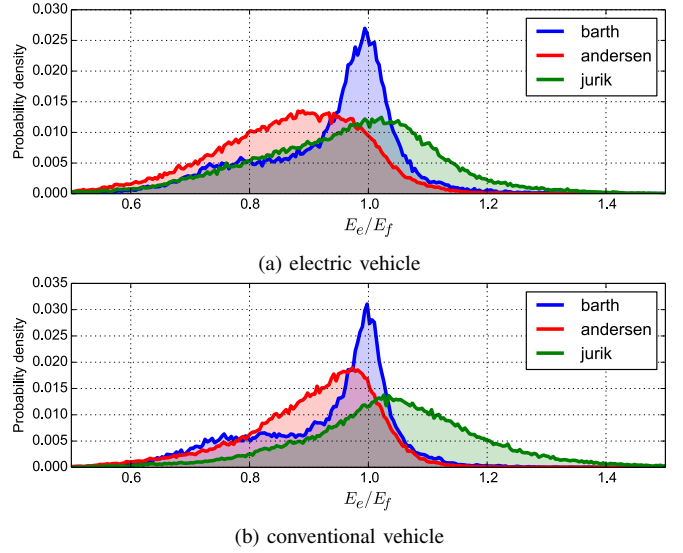 0.030
0.025
0.020
0.015
0.010
0.005
0.000
Probability density
barth
andersen
jurik
0.6 0.8 1.0 1.2 1.4
E_e/E_f
(a) electric vehicle
0.035
0.030
0.025
0.020
0.015
0.010
0.005
0.000
Probability density
barth
andersen
jurik
0.6 0.8 1.0 1.2 1.4
E_e/E_f
(b) conventional vehicle